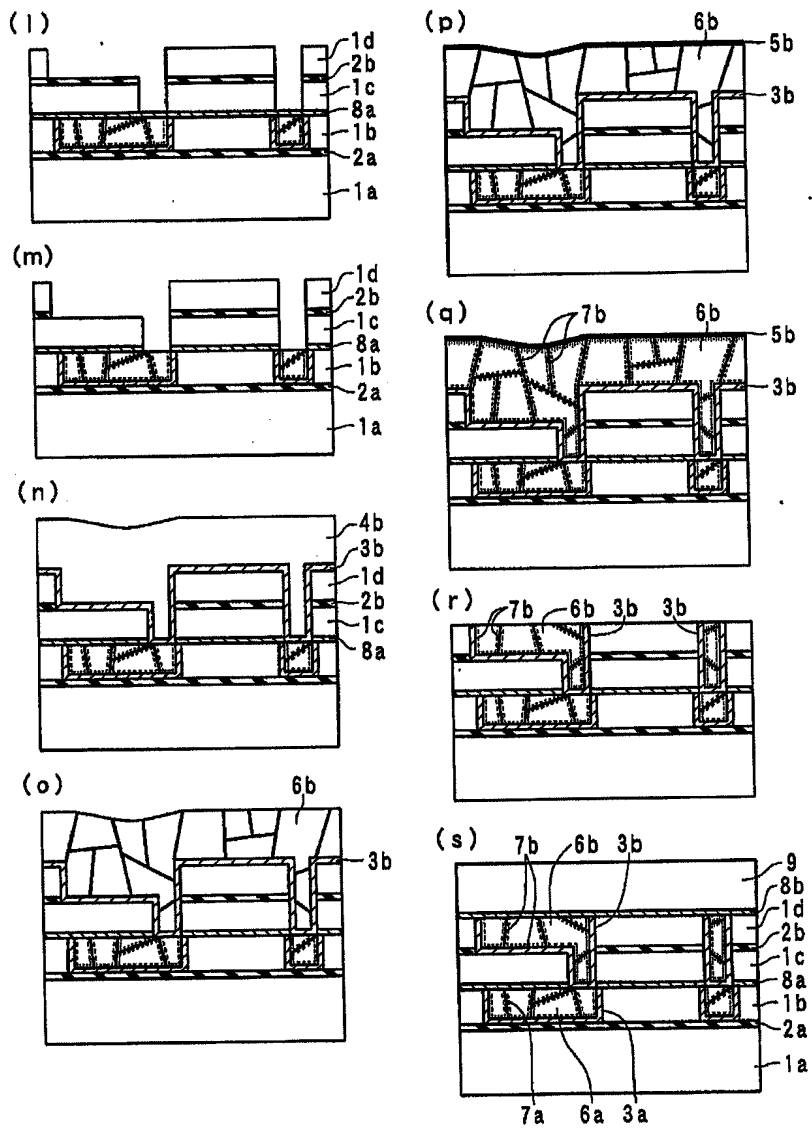 (l)
1d
2b
1c
8a
1b
2a
1a
(m)
1d
2b
1c
8a
1b
2a
1a
(n)
4b
3b
1d
2b
1c
8a
(o)
6b
3b
(p)
6b
5b
3b
(q)
7b
6b
5b
3b
(r)
7b 6b 3b 3b
(s)
7b 6b 3b
9
8b
1d
2b
1c
8a
1b
2a
1a
7a 6a 3a